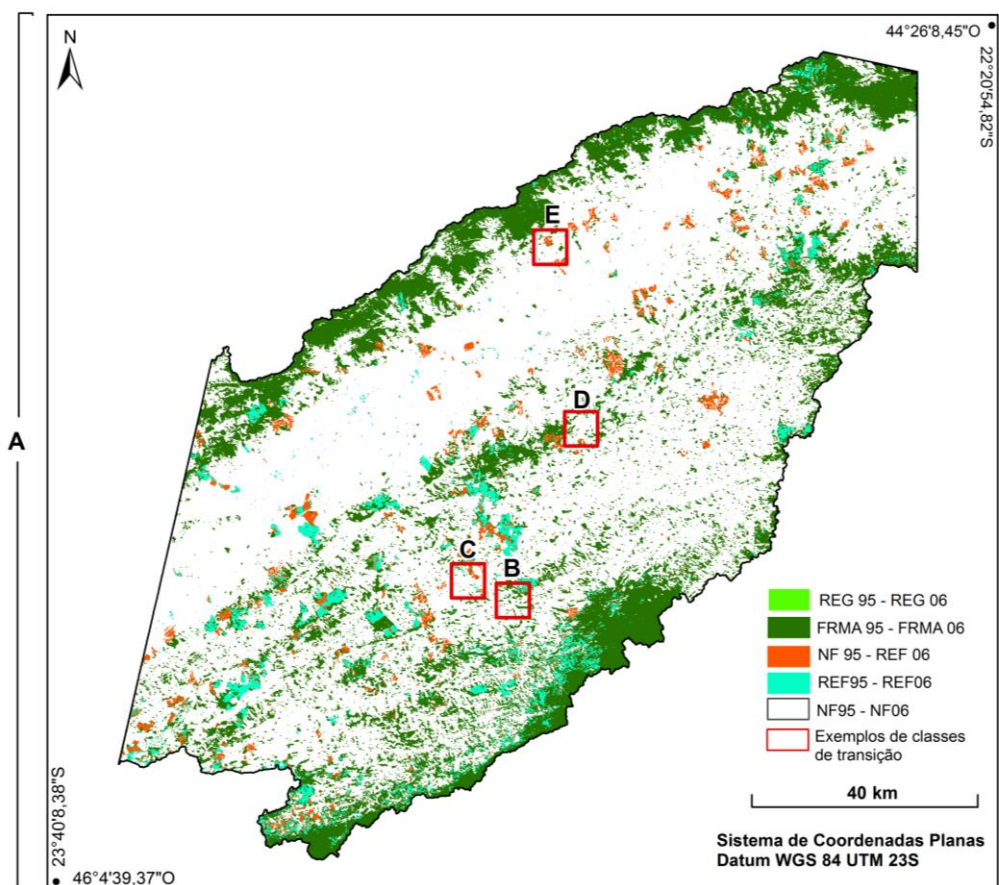 44°26'8,45"O
22°20'54,82"S
N
A
E
D
C
B
REG 95 - REG 06
FRMA 95 - FRMA 06
NF 95 - REF 06
REF95 - REF06
NF95 - NF06
Exemplos de classes
de transição
40 km
Sistema de Coordenadas Planas
Datum WGS 84 UTM 23S
23°40'8,38"S
46°4'39,37"O